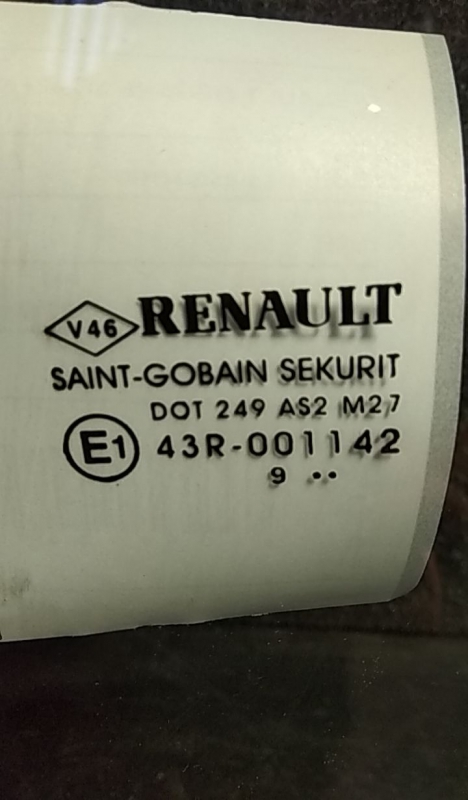 V46 RENAULT
SAINT-GOBAIN SEKURIT
DOT 249 AS2 M27
E1 43R-001142
9 ..